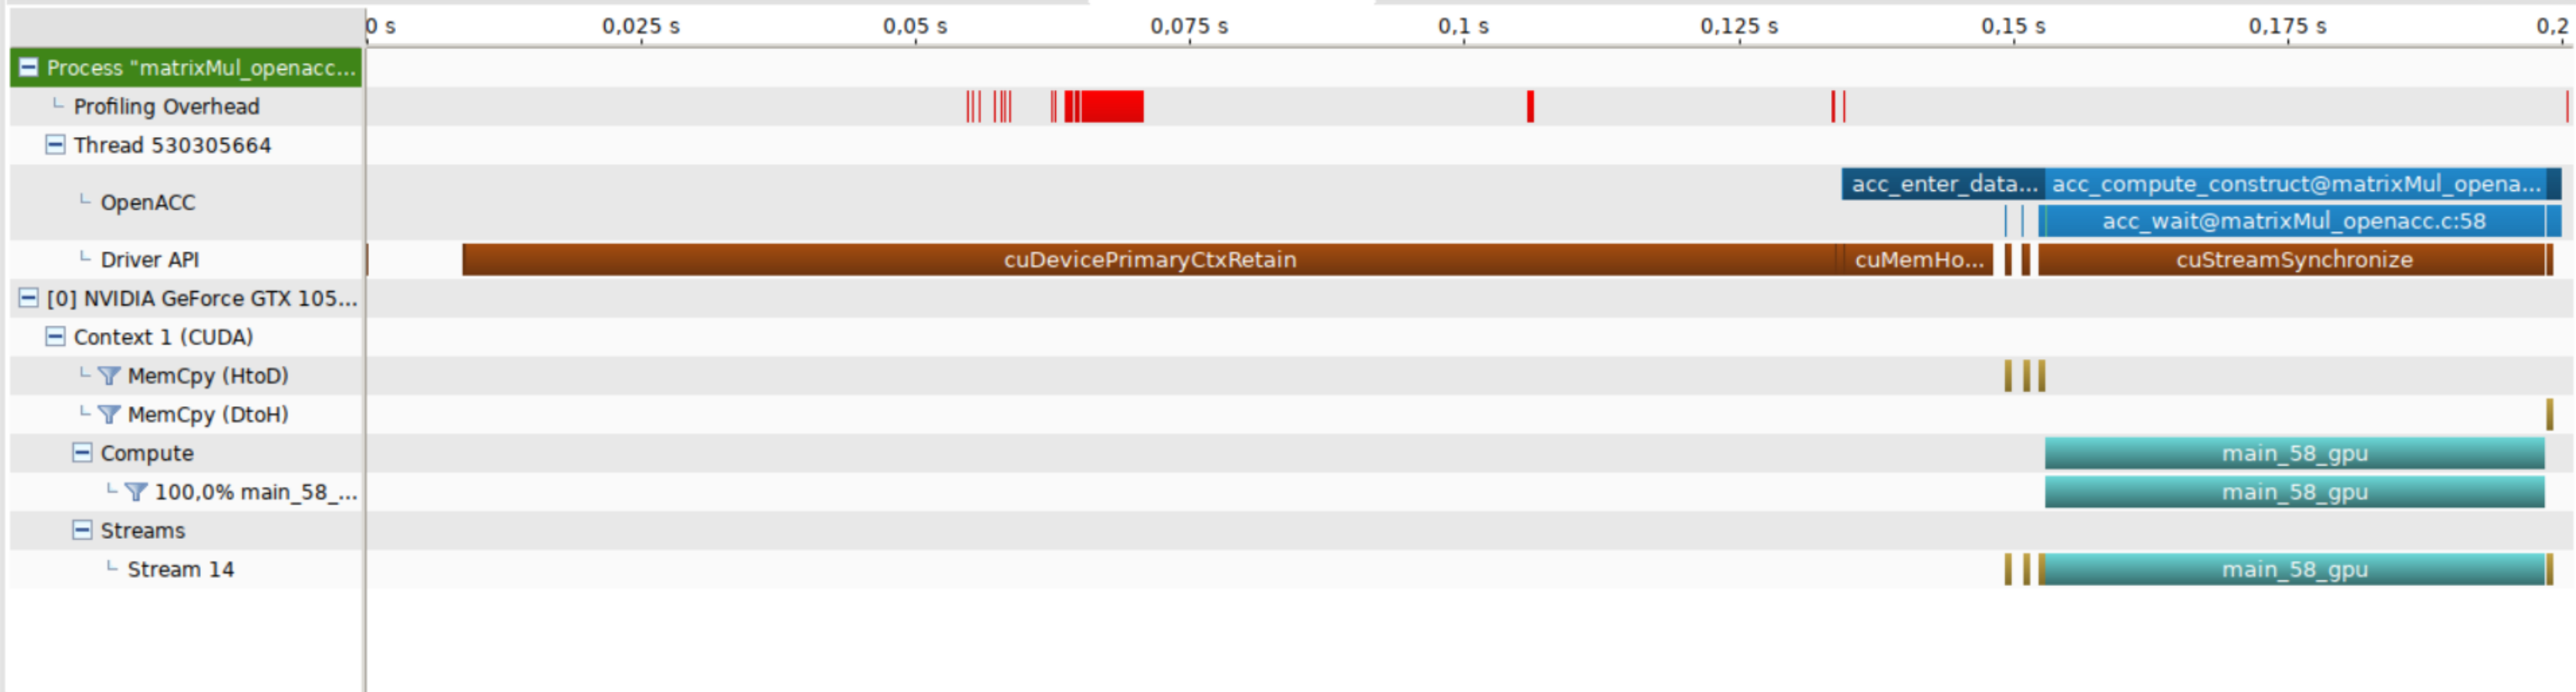 0 s 0,025 s 0,05 s 0,075 s 0,1 s 0,125 s 0,15 s 0,175 s 0,2
Process "matrixMul_openacc...
Profiling Overhead
Thread 530305664
acc_enter_data... acc_compute_construct@matrixMul_opena...
OpenACC
acc_wait@matrixMul_openacc.c:58
Driver API cuDevicePrimaryCtxRetain cuMemHo... cuStreamSynchronize
[0] NVIDIA GeForce GTX 105...
Context 1 (CUDA)
MemCpy (HtoD)
MemCpy (DtoH)
Compute main_58_gpu
100,0% main_58_... main_58_gpu
Streams
Stream 14 main_58_gpu